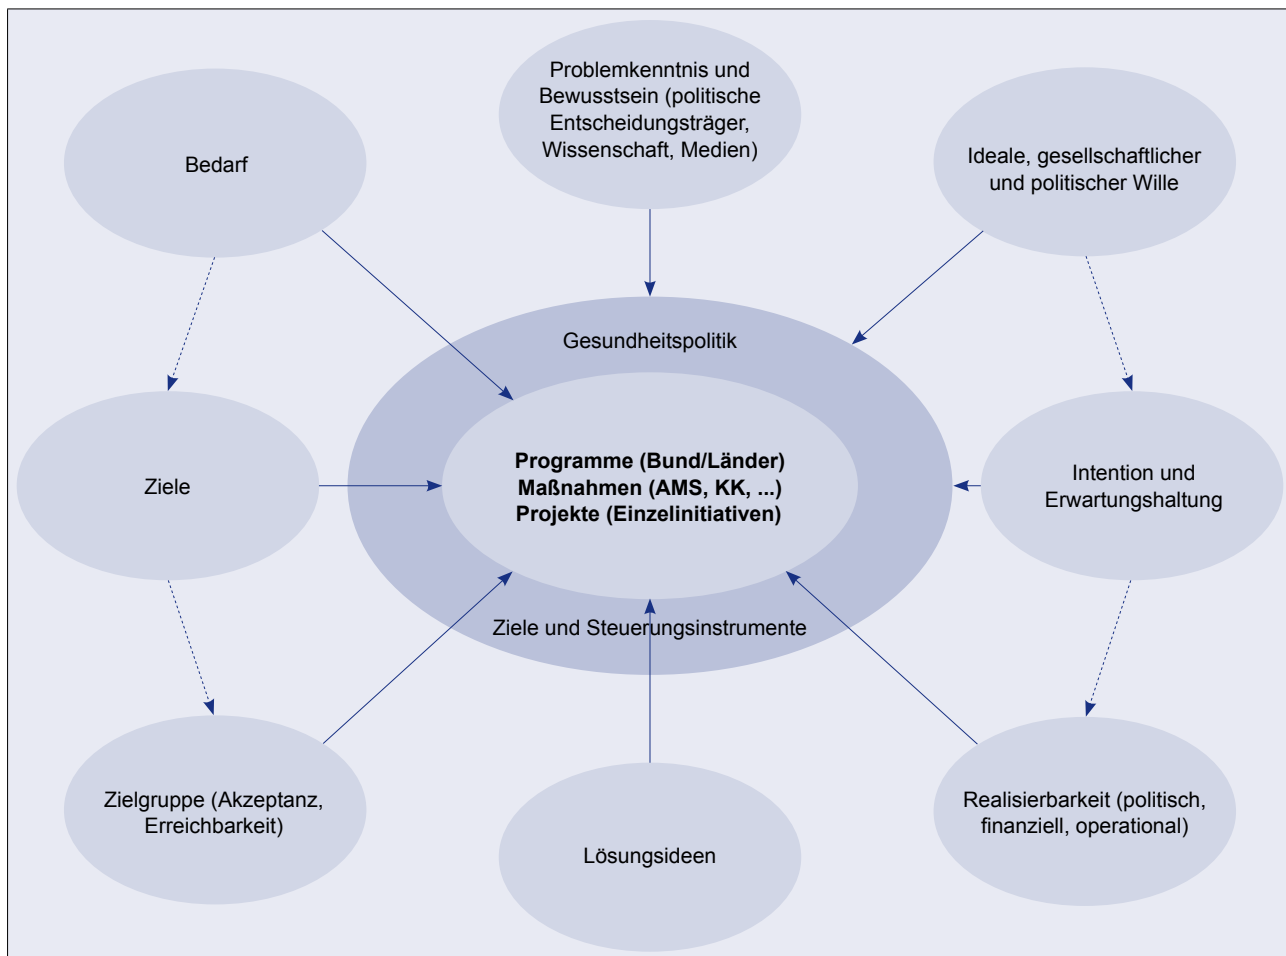 Problemkenntnis und
Bewusstsein (politische
Entscheidungsträger,
Wissenschaft, Medien)
Bedarf
Ideale, gesellschaftlicher
und politischer Wille
Gesundheitspolitik
Programme (Bund/Länder)
Maßnahmen (AMS, KK, ...)
Projekte (Einzelinitiativen)
Ziele
Intention und
Erwartungshaltung
Ziele und Steuerungsinstrumente
Zielgruppe (Akzeptanz,
Erreichbarkeit)
Lösungsideen
Realisierbarkeit (politisch,
finanziell, operational)